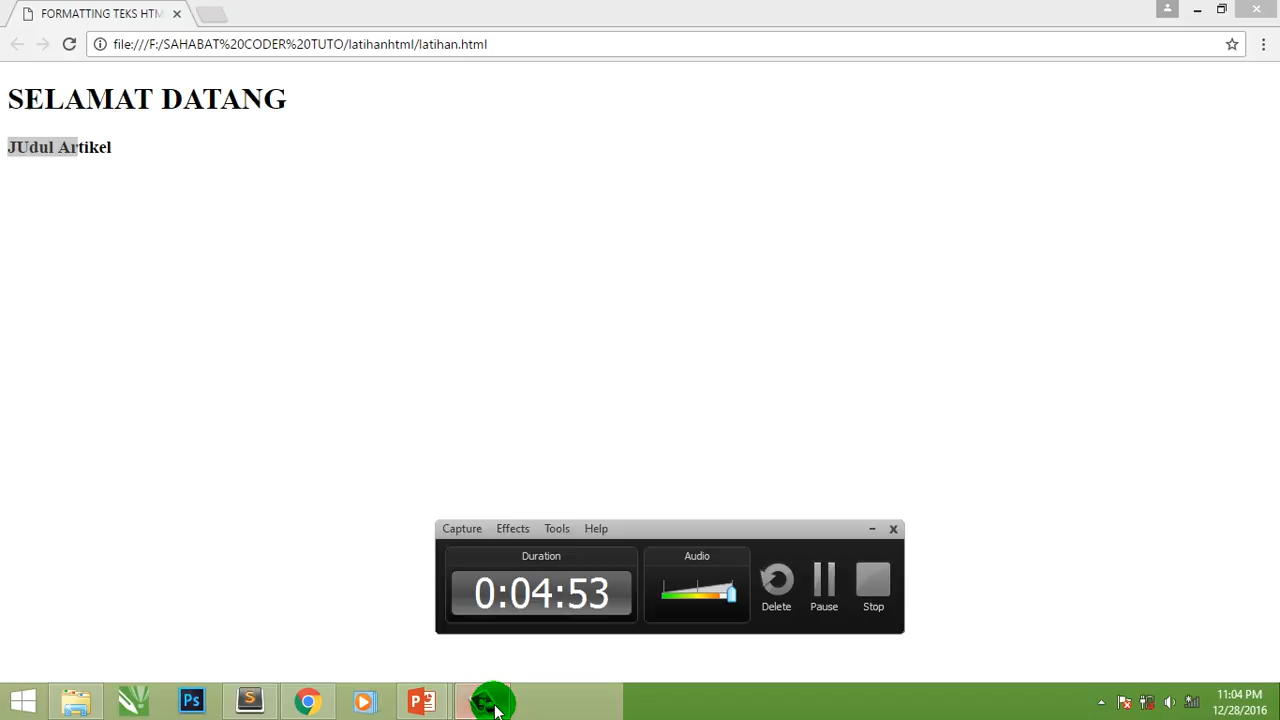 FORMATTING TEKS HTM
file:///F:/SAHABAT%20CODER%20TUTO/latihanhtml/latihan.html
SELAMAT DATANG
JUdul Artikel
Capture Effects Tools Help
Duration Audio
0:04:53
Delete Pause Stop
Ps S P
11:04 PM
12/28/2016